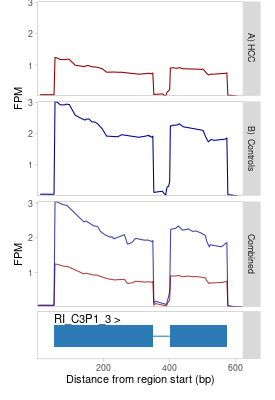 3
2
1
A) HCC
3
2
1
B) Controls
FPM
3
2
1
Combined
FPM
RI_C3P1_3 >
200 400 600
Distance from region start (bp)